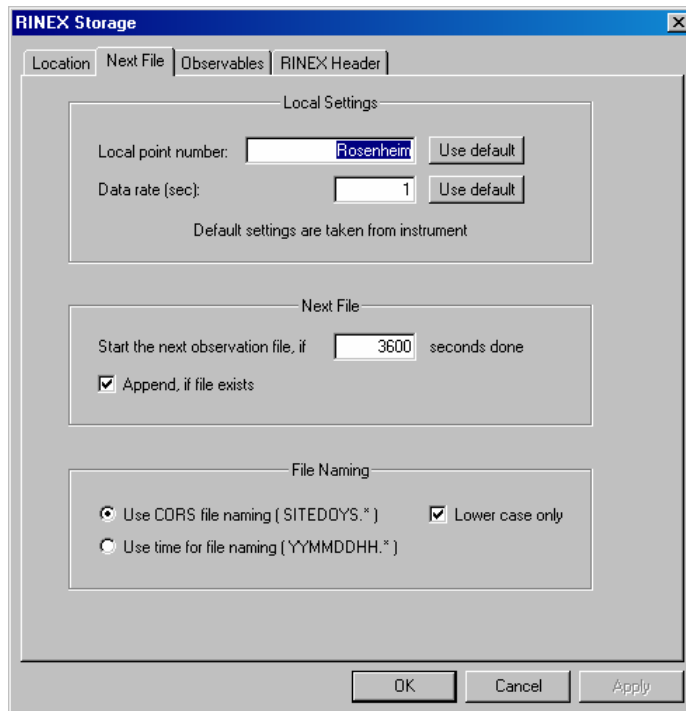 RINEX Storage
Location Next File Observables RINEX Header
Local Settings
Local point number: Rosenheim Use default
Data rate (sec): 1 Use default
Default settings are taken from instrument
Next File
Start the next observation file, if 3600 seconds done
Append, if file exists
File Naming
Use CORS file naming ( SITEDOYS.* ) Lower case only
Use time for file naming ( YYMMDDHH.* )
OK Cancel Apply